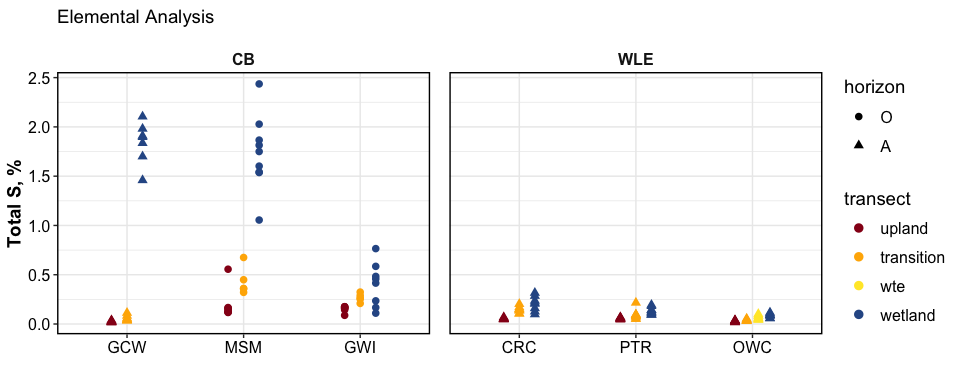 Elemental Analysis
CB
WLE
Total S, %
2.5
2.0
1.5
1.0
0.5
0.0
GCW
MSM
GWI
CRC
PTR
OWC
horizon
O
A
transect
upland
transition
wte
wetland